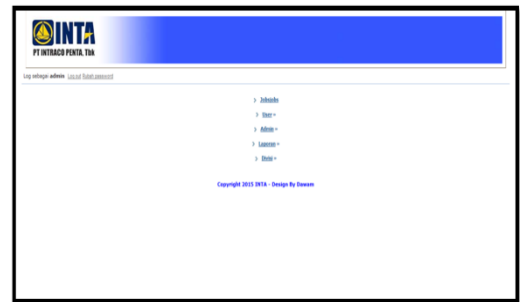 INTA
PT INTRACO PENTA, Tbk
Log sebagai admin Log out Rubah password
> Jobsjobs
> User »
> Admin »
> Laporan »
> Divisi »
Copyright 2015 INTA - Design By Dawam